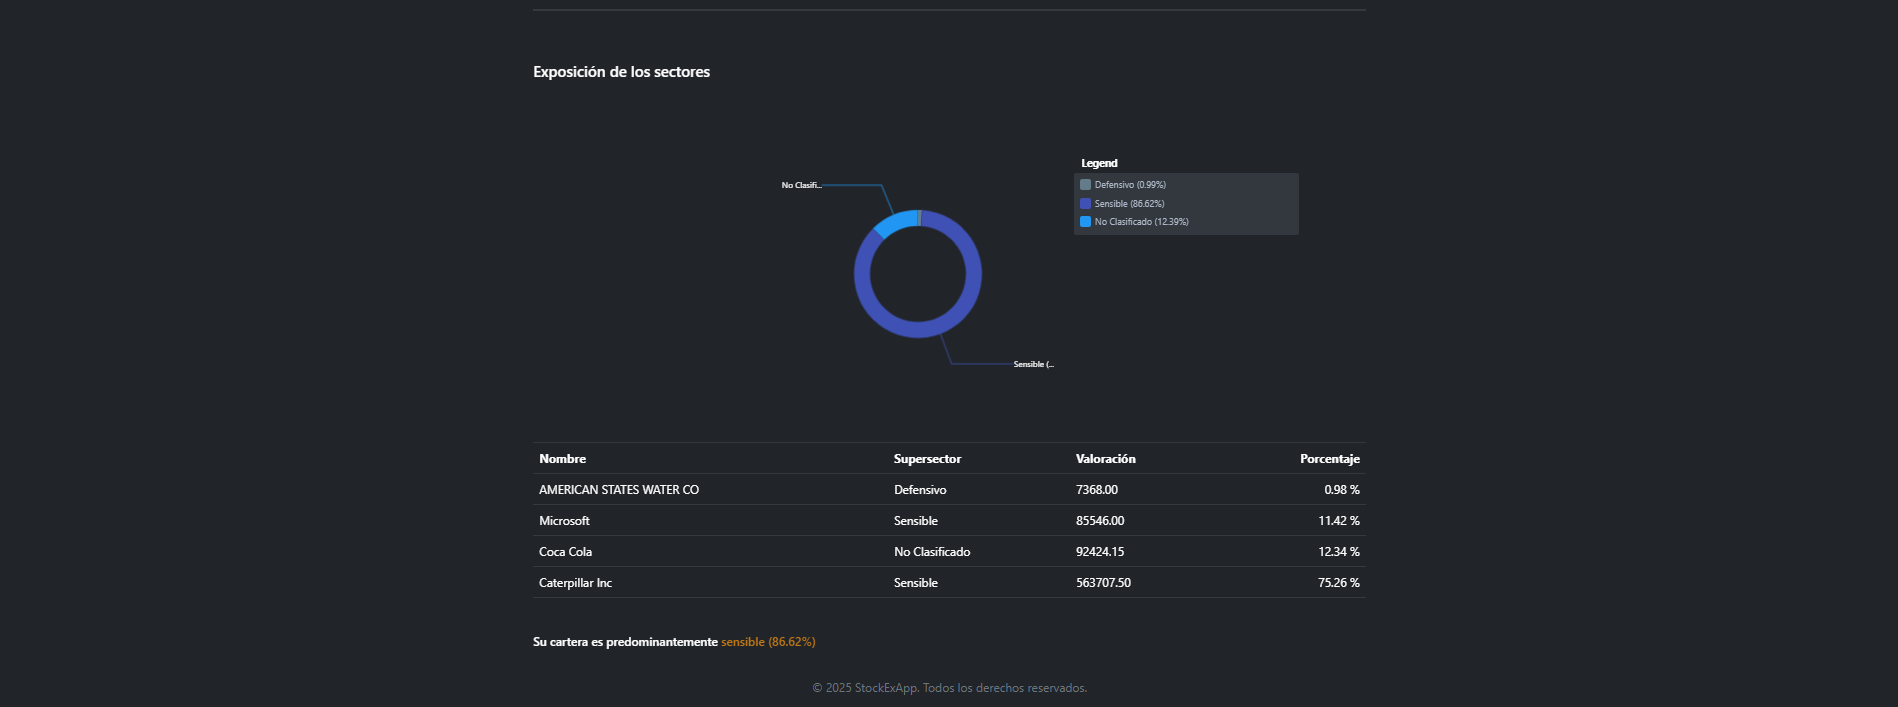 Exposición de los sectores
Legend
No Clasifi...
Defensivo (0.99%)
Sensible (86.62%)
No Clasificado (12.39%)
Sensible (...
Nombre Supersector Valoración Porcentaje
AMERICAN STATES WATER CO Defensivo 7368.00 0.98 %
Microsoft Sensible 85546.00 11.42 %
Coca Cola No Clasificado 92424.15 12.34 %
Caterpillar Inc Sensible 563707.50 75.26 %
Su cartera es predominantemente sensible (86.62%)
© 2025 StockExApp. Todos los derechos reservados.